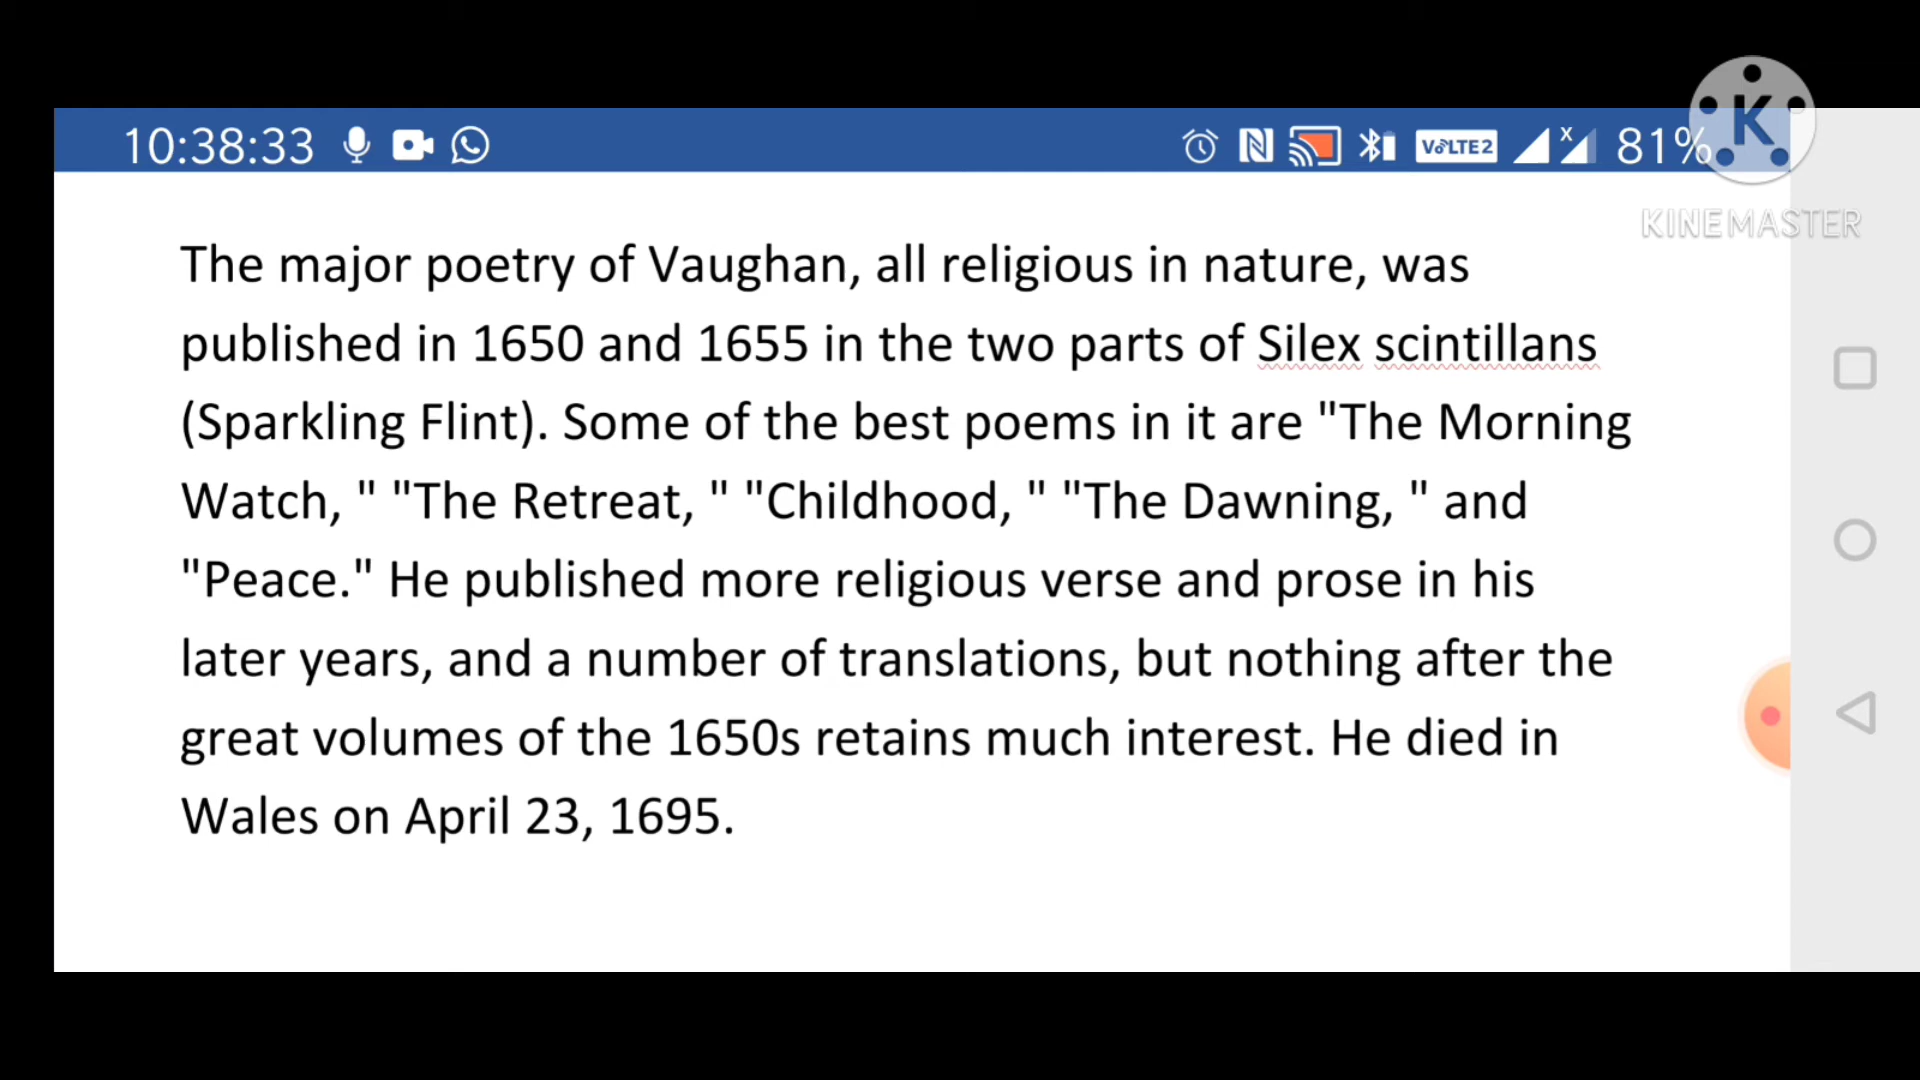 10:38:33 VoLTE2 x 81%
K
KINEMASTER
The major poetry of Vaughan, all religious in nature, was
published in 1650 and 1655 in the two parts of Silex scintillans
(Sparkling Flint). Some of the best poems in it are "The Morning
Watch, " "The Retreat, " "Childhood, " "The Dawning, " and
"Peace." He published more religious verse and prose in his
later years, and a number of translations, but nothing after the
great volumes of the 1650s retains much interest. He died in
Wales on April 23, 1695.